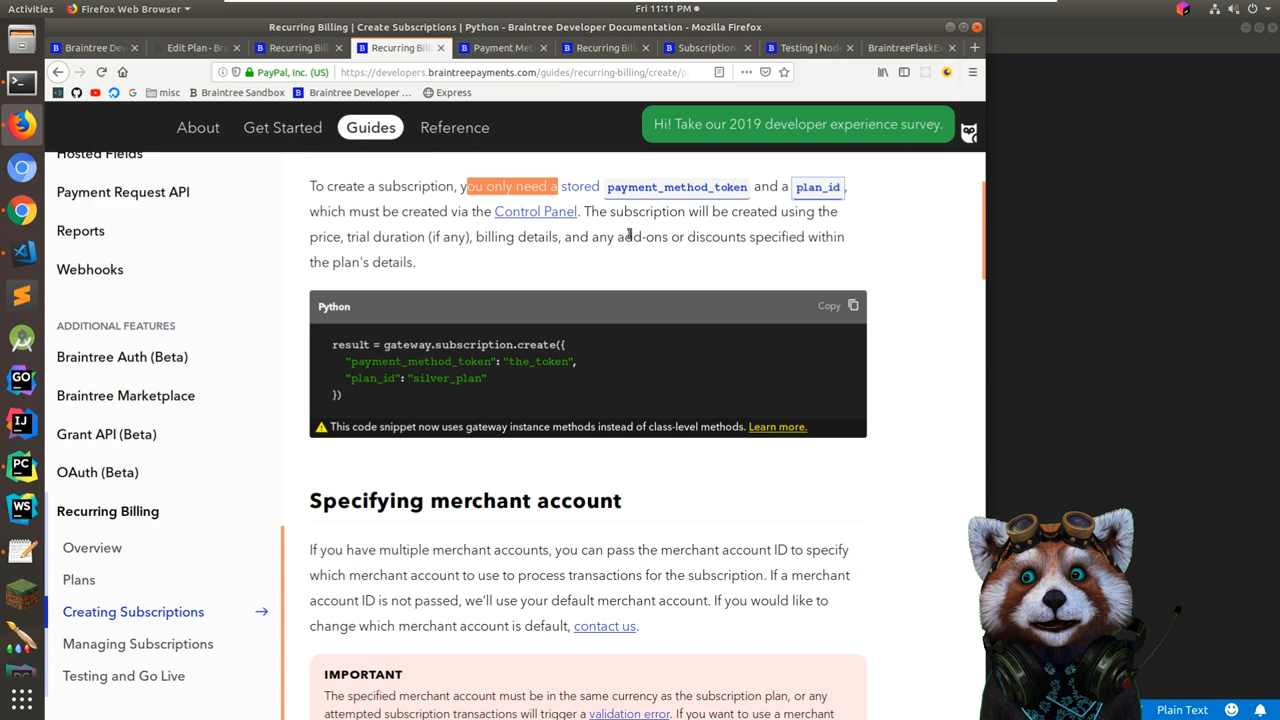 Activities
Firefox Web Browser
Fri 11:11 PM
Recurring Billing | Create Subscriptions | Python - Braintree Developer Documentation - Mozilla Firefox
Braintree De
Edit Plan - Bra
Recurring Bill
Recurring Bill
Payment Met
Recurring Bill
Subscription
Testing | Nod
BraintreeFlaskEx
PayPal, Inc. (US)
https://developers.braintreepayments.com/guides/recurring-billing/create/p
misc
Braintree Sandbox
Braintree Developer ...
Express
About
Get Started
Guides
Reference
Hi! Take our 2019 developer experience survey.
Hosted Fields
Payment Request API
Reports
Webhooks
ADDITIONAL FEATURES
Braintree Auth (Beta)
Braintree Marketplace
Grant API (Beta)
OAuth (Beta)
Recurring Billing
Overview
Plans
Creating Subscriptions
Managing Subscriptions
Testing and Go Live
To create a subscription, you only need a stored payment_method_token and a plan_id,
which must be created via the Control Panel. The subscription will be created using the
price, trial duration (if any), billing details, and any add-ons or discounts specified within
the plan's details.
Python
Copy
result = gateway.subscription.create({
"payment_method_token": "the_token",
"plan_id": "silver_plan"
})
This code snippet now uses gateway instance methods instead of class-level methods. Learn more.
Specifying merchant account
If you have multiple merchant accounts, you can pass the merchant account ID to specify
which merchant account to use to process transactions for the subscription. If a merchant
account ID is not passed, we'll use your default merchant account. If you would like to
change which merchant account is default, contact us.
IMPORTANT
The specified merchant account must be in the same currency as the subscription plan, or any
attempted subscription transactions will trigger a validation error. If you want to use a merchant
GO
IJ
PC
WS
Plain Text